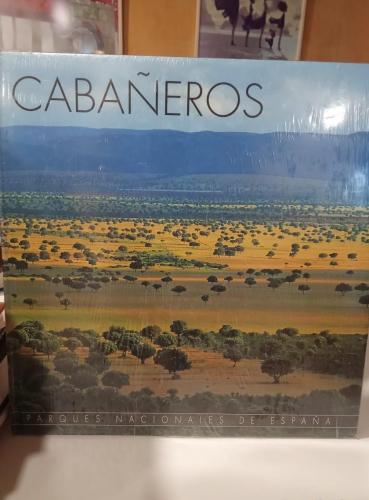 CABAÑEROS
PARQUES NACIONALES DE ESPAÑA